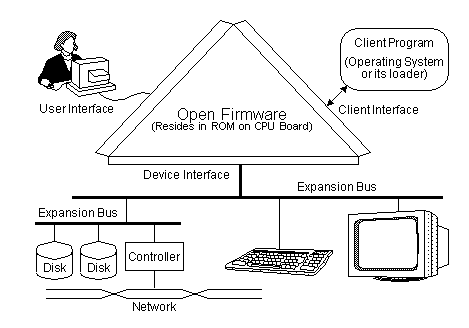 Client Program
(Operating System
or its loader)
User Interface
Client Interface
Open Firmware
(Resides in ROM on CPU Board)
Device Interface
Expansion Bus
Expansion Bus
Disk
Disk
Controller
Network